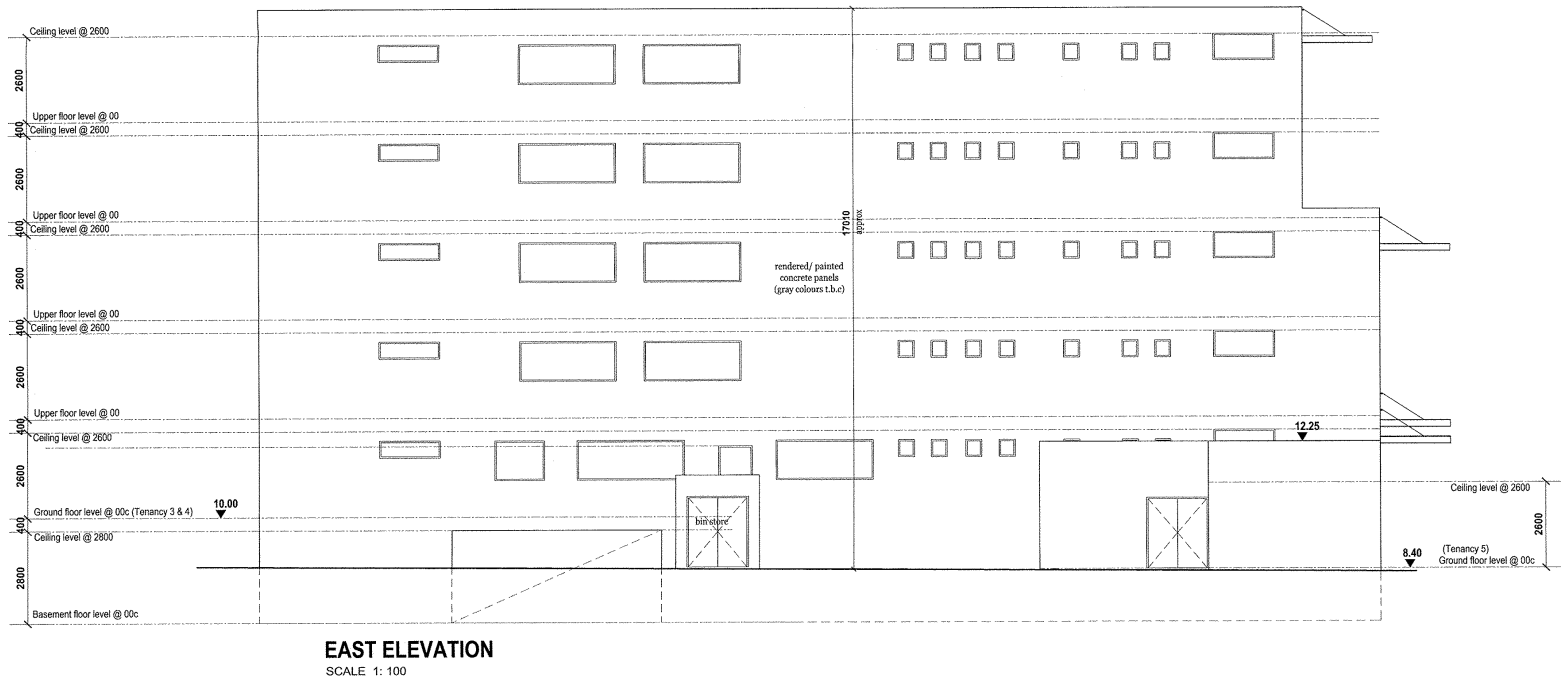 Ceiling level @ 2600
2600
Upper floor level @ 00
400
Ceiling level @ 2600
2600
Upper floor level @ 00
400
Ceiling level @ 2600
17010
approx
2600
rendered/ painted
concrete panels
(gray colours t.b.c)
Upper floor level @ 00
400
Ceiling level @ 2600
2600
Upper floor level @ 00
400
Ceiling level @ 2600
12.25
2600
Ceiling level @ 2600
Ground floor level @ 00c (Tenancy 3 & 4)
10.00
400
bin store
2600
Ceiling level @ 2800
8.40
(Tenancy 5)
Ground floor level @ 00c
2800
Basement floor level @ 00c
EAST ELEVATION
SCALE 1: 100